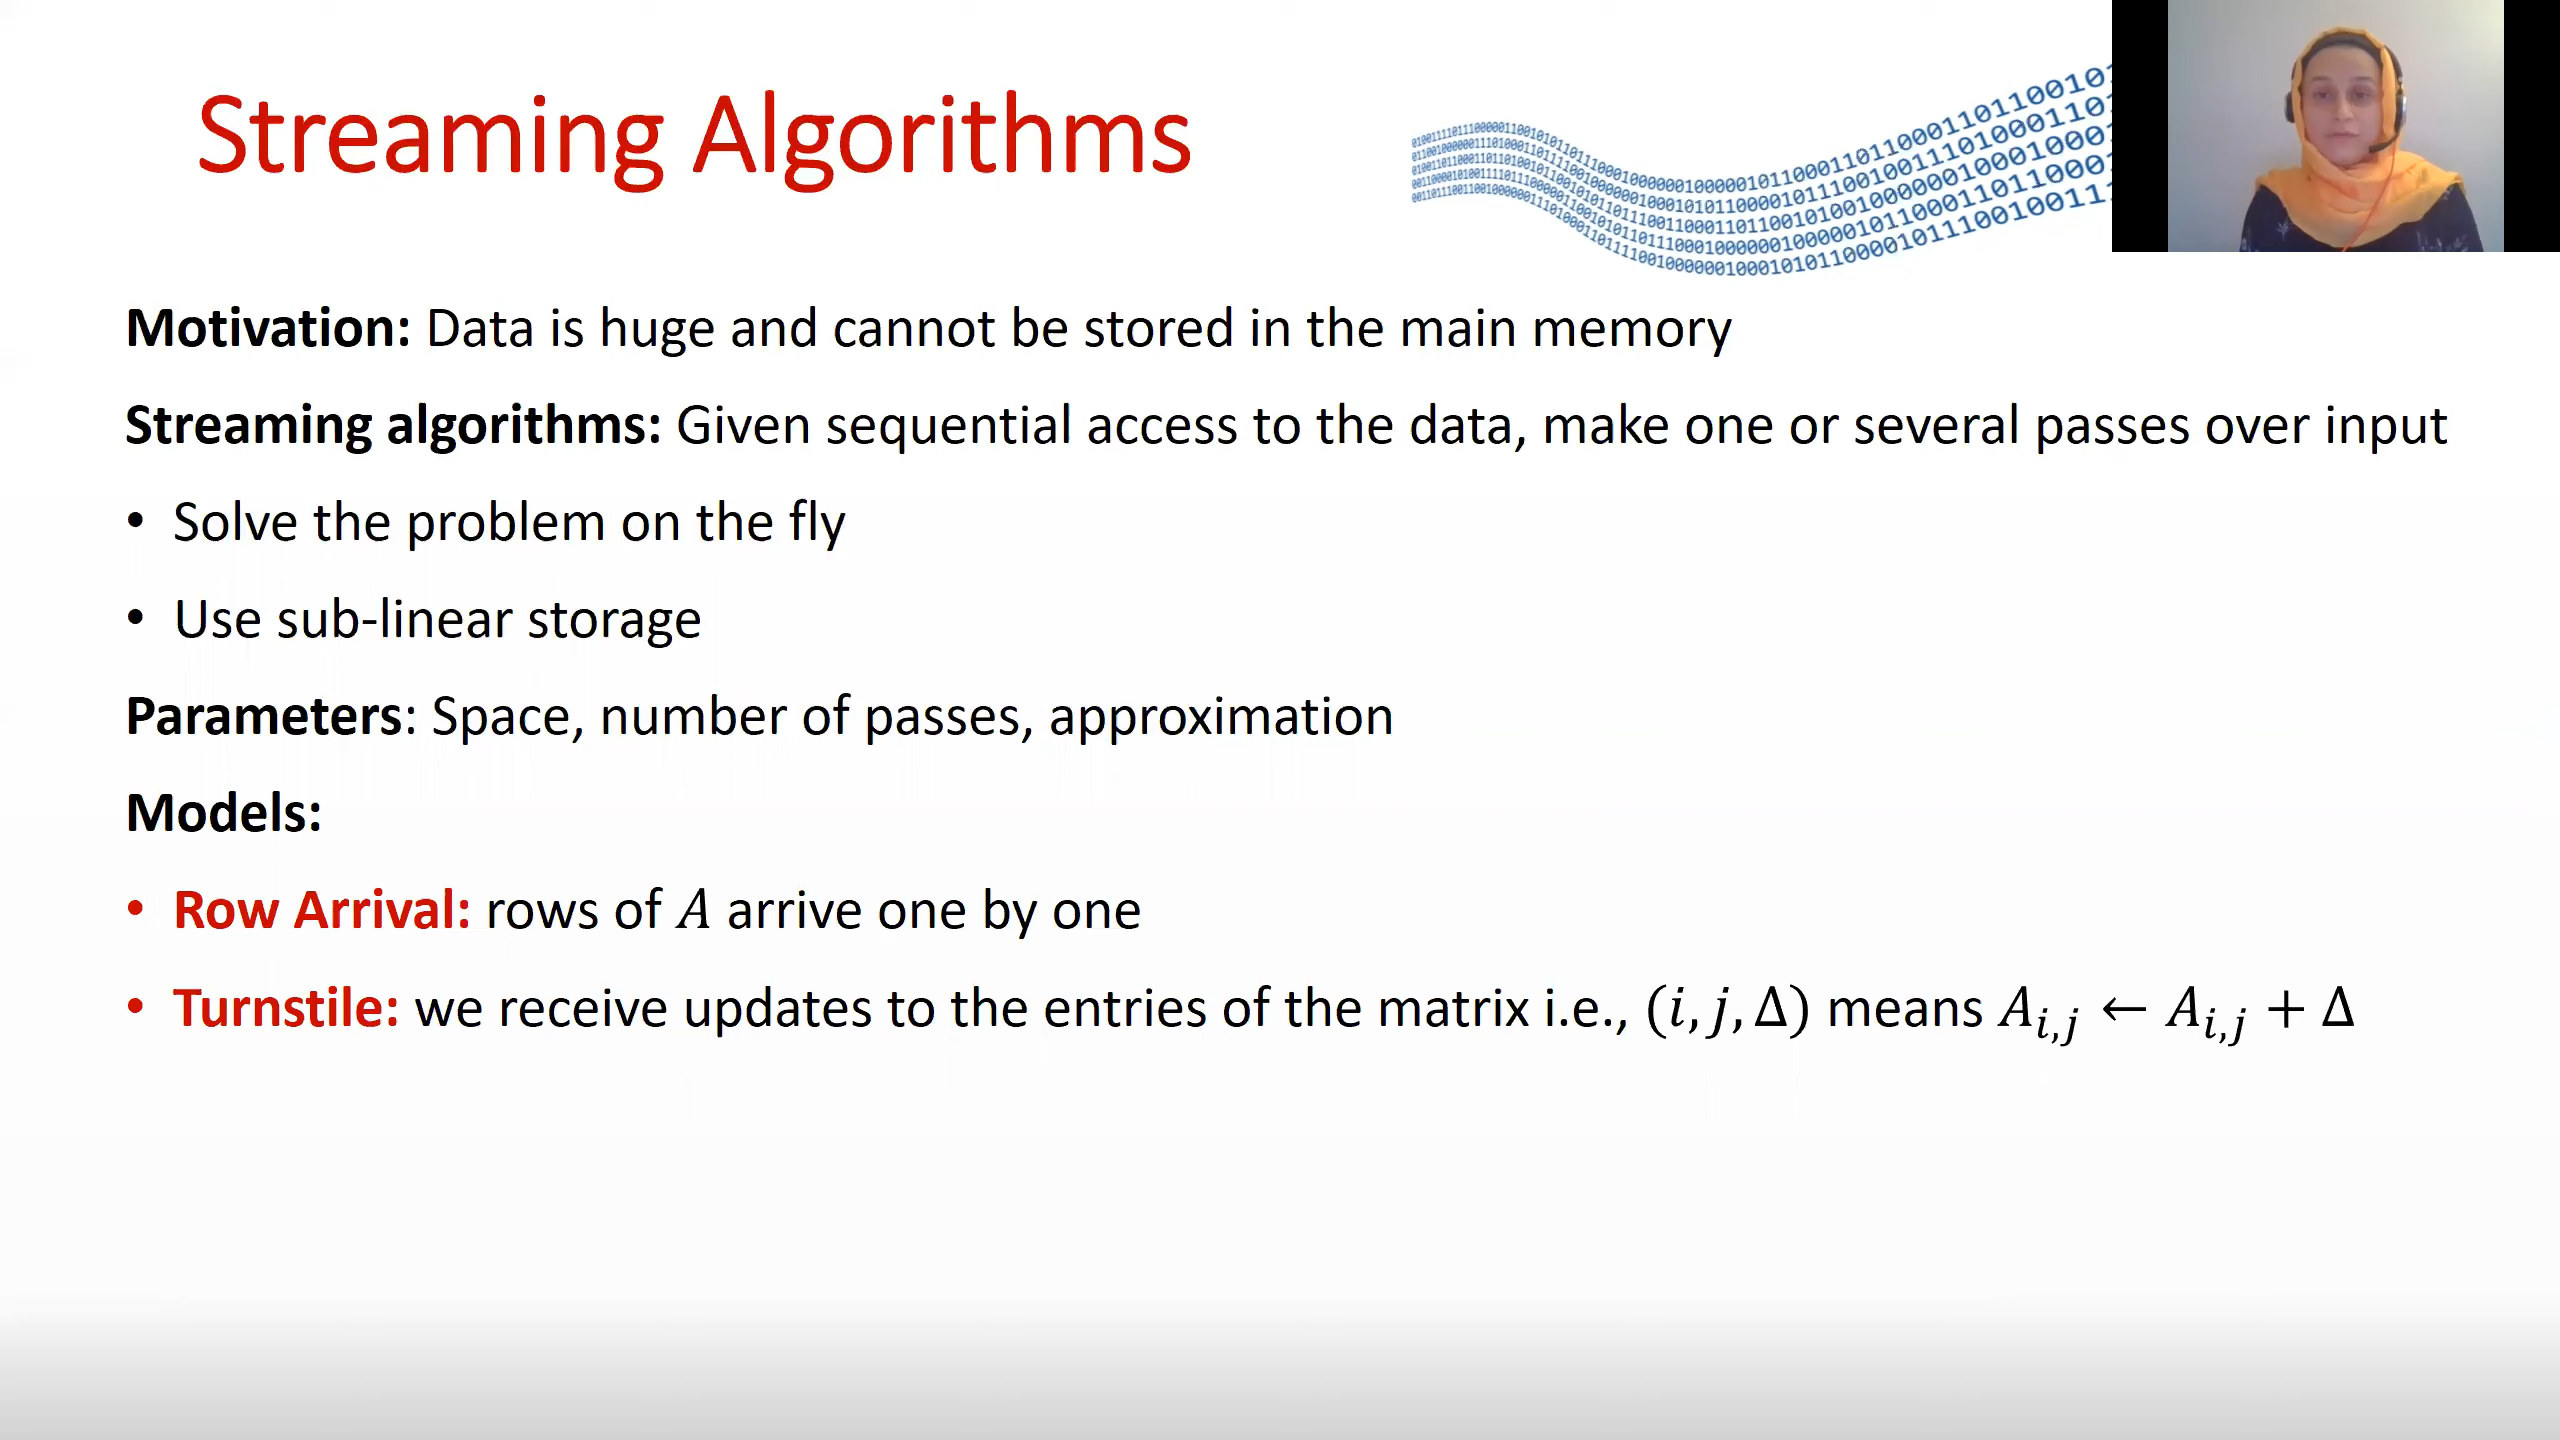 Streaming Algorithms
Motivation: Data is huge and cannot be stored in the main memory
Streaming algorithms: Given sequential access to the data, make one or several passes over input
• Solve the problem on the fly
• Use sub-linear storage
Parameters: Space, number of passes, approximation
Models:
• Row Arrival: rows of A arrive one by one
• Turnstile: we receive updates to the entries of the matrix i.e., (i, j, Δ) means A_{i,j} ← A_{i,j} + Δ